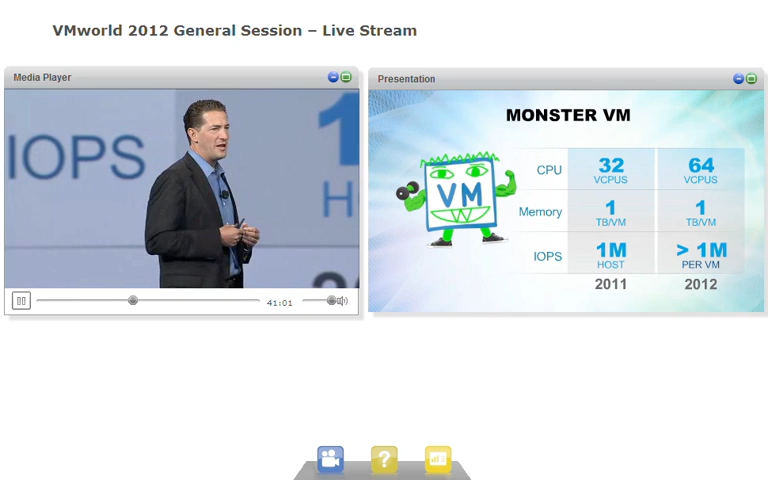 VMworld 2012 General Session – Live Stream
Media Player
IOPS
1
H
Presentation
MONSTER VM
VM
CPU
32
VCPUS
64
VCPUS
Memory
1
TB/VM
1
TB/VM
IOPS
1M
HOST
> 1M
PER VM
2011
2012
41:01
?